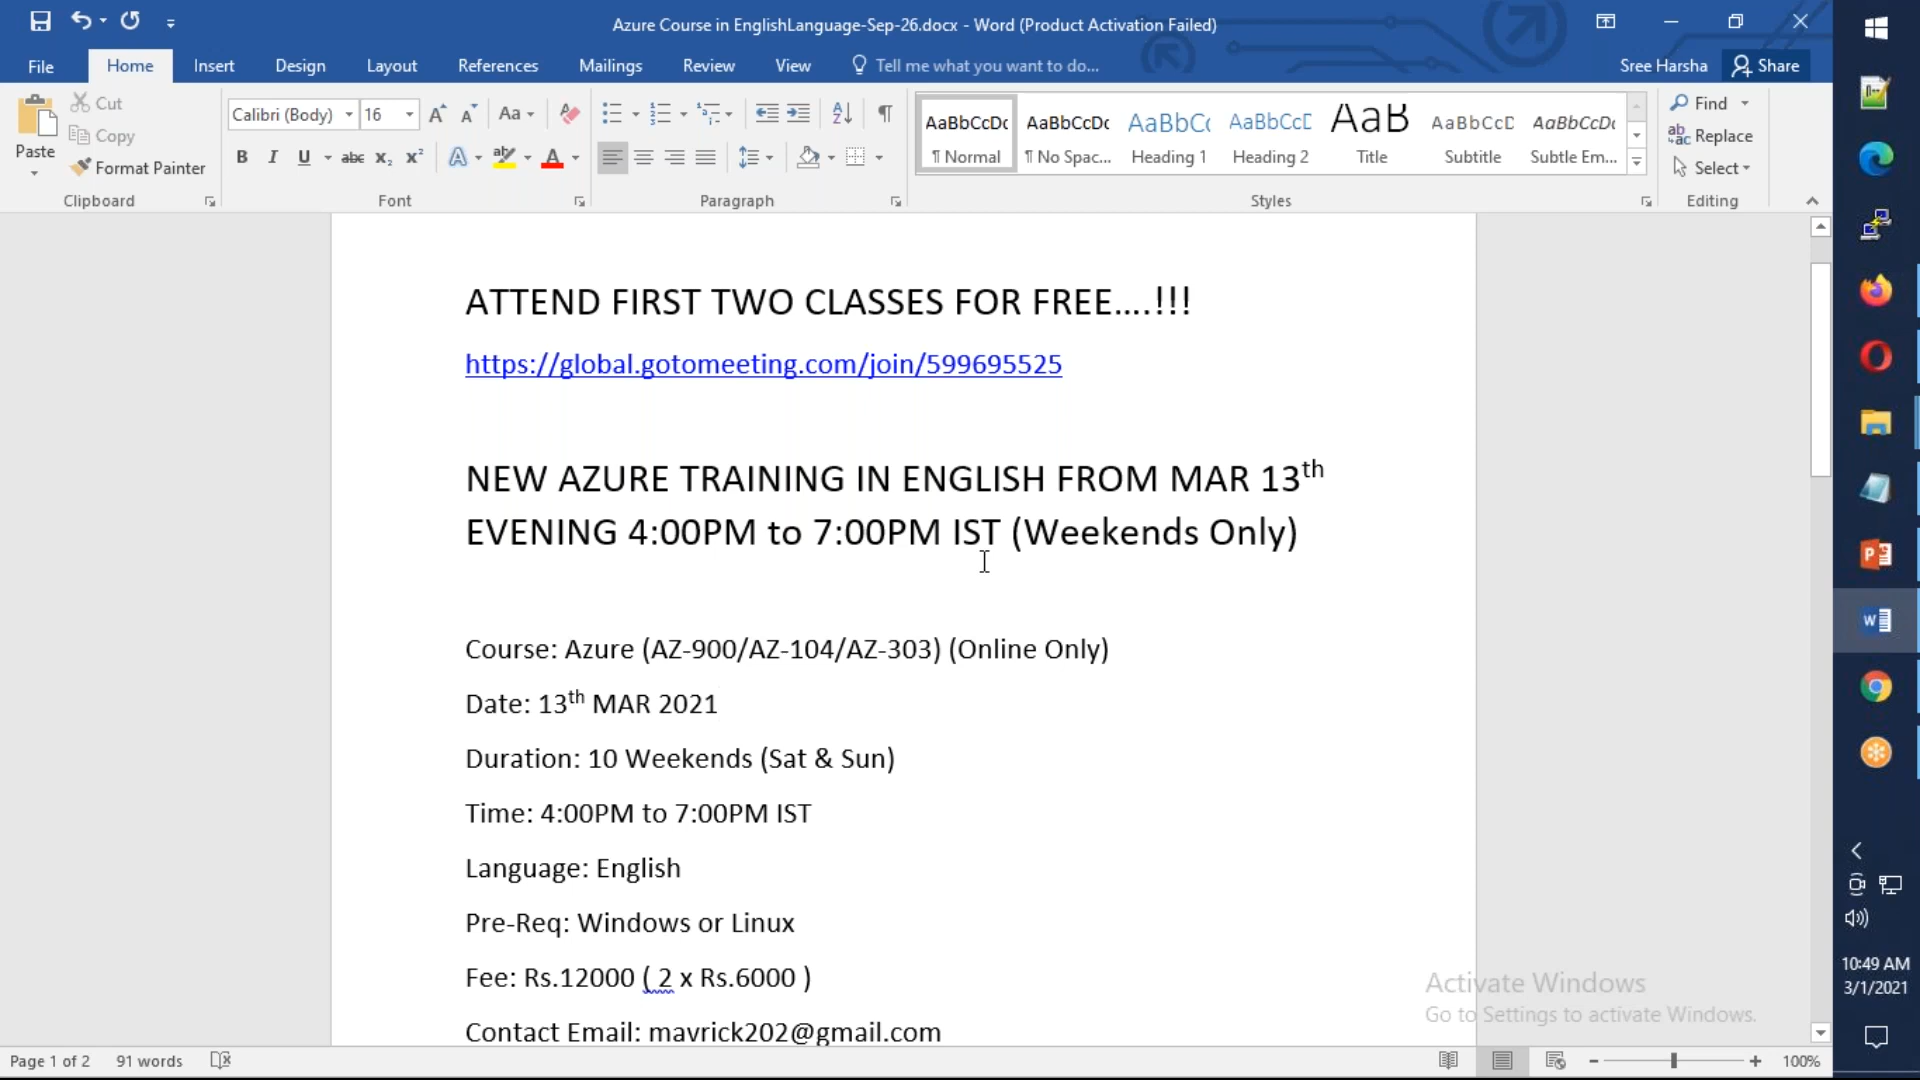 Azure Course in EnglishLanguage-Sep-26.docx - Word (Product Activation Failed)
File Home Insert Design Layout References Mailings Review View Tell me what you want to do... Sree Harsha Share
Paste Cut
Copy
Format Painter
Clipboard
Calibri (Body) 16
Font
Paragraph
AaBbCcDc AaBbCcDc AaBbCc AaBbCcD AaB AaBbCcD AaBbCcDc
¶ Normal ¶ No Spac... Heading 1 Heading 2 Title Subtitle Subtle Em...
Styles
Find
Replace
Select
Editing
ATTEND FIRST TWO CLASSES FOR FREE....!!!
https://global.gotomeeting.com/join/599695525
NEW AZURE TRAINING IN ENGLISH FROM MAR 13th
EVENING 4:00PM to 7:00PM IST (Weekends Only)
Course: Azure (AZ-900/AZ-104/AZ-303) (Online Only)
Date: 13th MAR 2021
Duration: 10 Weekends (Sat & Sun)
Time: 4:00PM to 7:00PM IST
Language: English
Pre-Req: Windows or Linux
Fee: Rs.12000 ( 2 x Rs.6000 )
Contact Email: mavrick202@gmail.com
Activate Windows
Go to Settings to activate Windows.
10:49 AM
3/1/2021
Page 1 of 2 91 words 100%